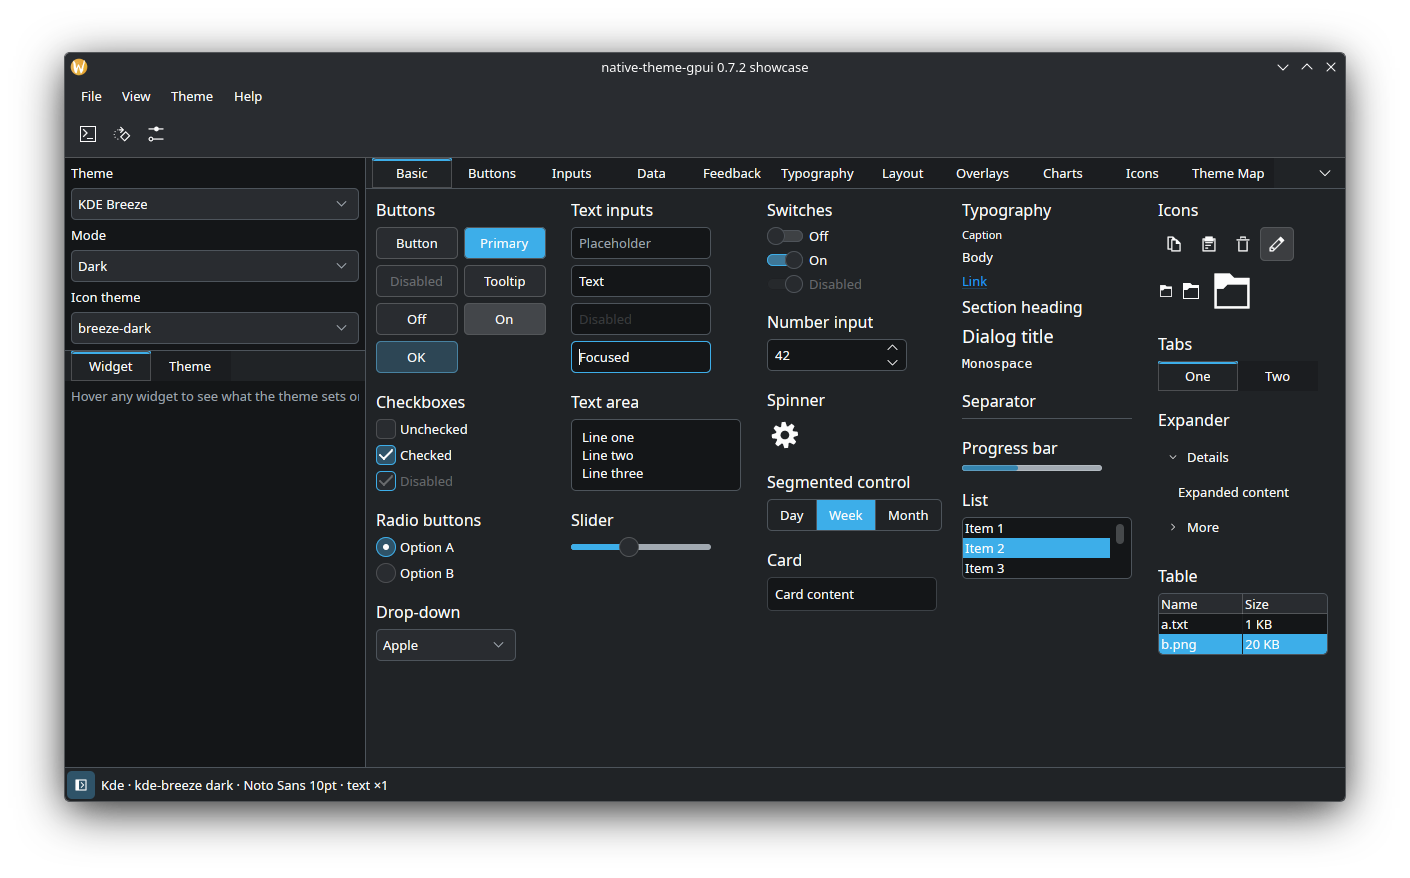 native-theme-gpui 0.7.2 showcase
File View Theme Help
Theme
KDE Breeze
Mode
Dark
Icon theme
breeze-dark
Widget Theme
Hover any widget to see what the theme sets
Basic Buttons Inputs Data Feedback Typography Layout Overlays Charts Icons Theme Map
Buttons
Button Primary
Disabled Tooltip
Off On
OK
Checkboxes
Unchecked
Checked
Disabled
Radio buttons
Option A
Option B
Drop-down
Apple
Text inputs
Placeholder
Text
Disabled
Focused
Text area
Line one
Line two
Line three
Slider
Switches
Off
On
Disabled
Number input
42
Spinner
Segmented control
Day Week Month
Card
Card content
Typography
Caption
Body
Link
Section heading
Dialog title
Monospace
Separator
Progress bar
List
Item 1
Item 2
Item 3
Icons
Tabs
One Two
Expander
Details
Expanded content
More
Table
Name Size
a.txt 1 KB
b.png 20 KB
Kde · kde-breeze dark · Noto Sans 10pt · text ×1